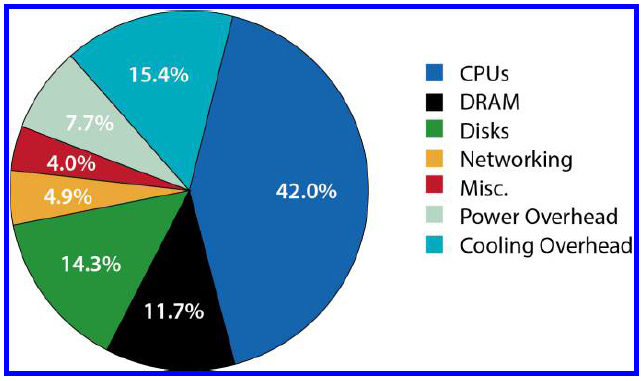 15.4%
7.7%
4.0%
4.9%
14.3%
11.7%
42.0%
CPUs
DRAM
Disks
Networking
Misc.
Power Overhead
Cooling Overhead